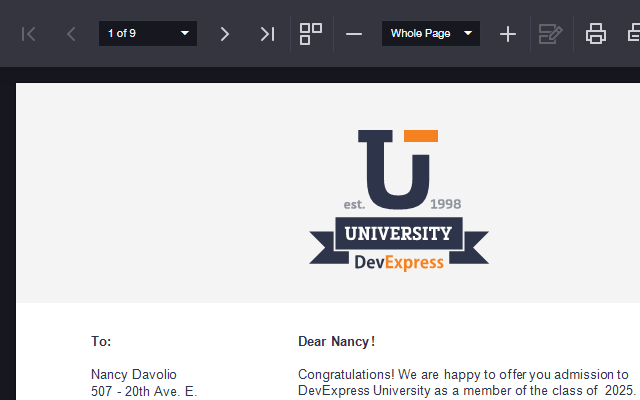 1 of 9
Whole Page
est.
1998
UNIVERSITY
DevExpress
To:
Dear Nancy!
Nancy Davolio
Congratulations! We are happy to offer you admission to
507 - 20th Ave. E.
DevExpress University as a member of the class of 2025.